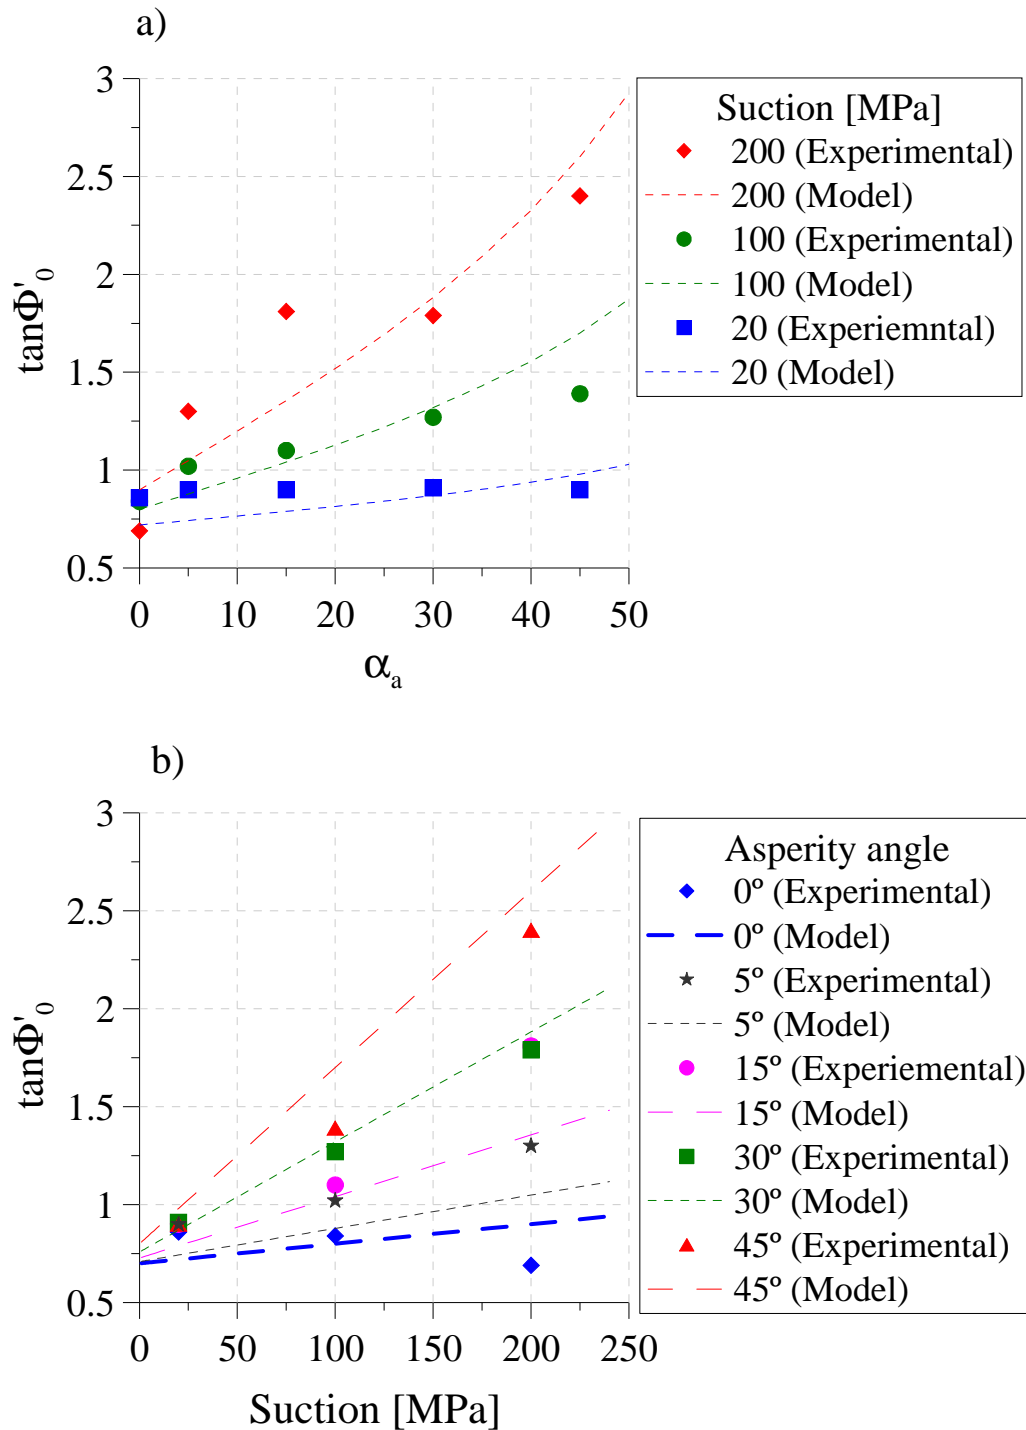 a)
3
2.5
2
1.5
1
0.5
tanΦ'0
0 10 20 30 40 50
αa
Suction [MPa]
200 (Experimental)
200 (Model)
100 (Experimental)
100 (Model)
20 (Experiemntal)
20 (Model)
b)
3
2.5
2
1.5
1
0.5
tanΦ'0
0 50 100 150 200 250
Suction [MPa]
Asperity angle
0º (Experimental)
0º (Model)
5º (Experimental)
5º (Model)
15º (Experiemental)
15º (Model)
30º (Experimental)
30º (Model)
45º (Experimental)
45º (Model)